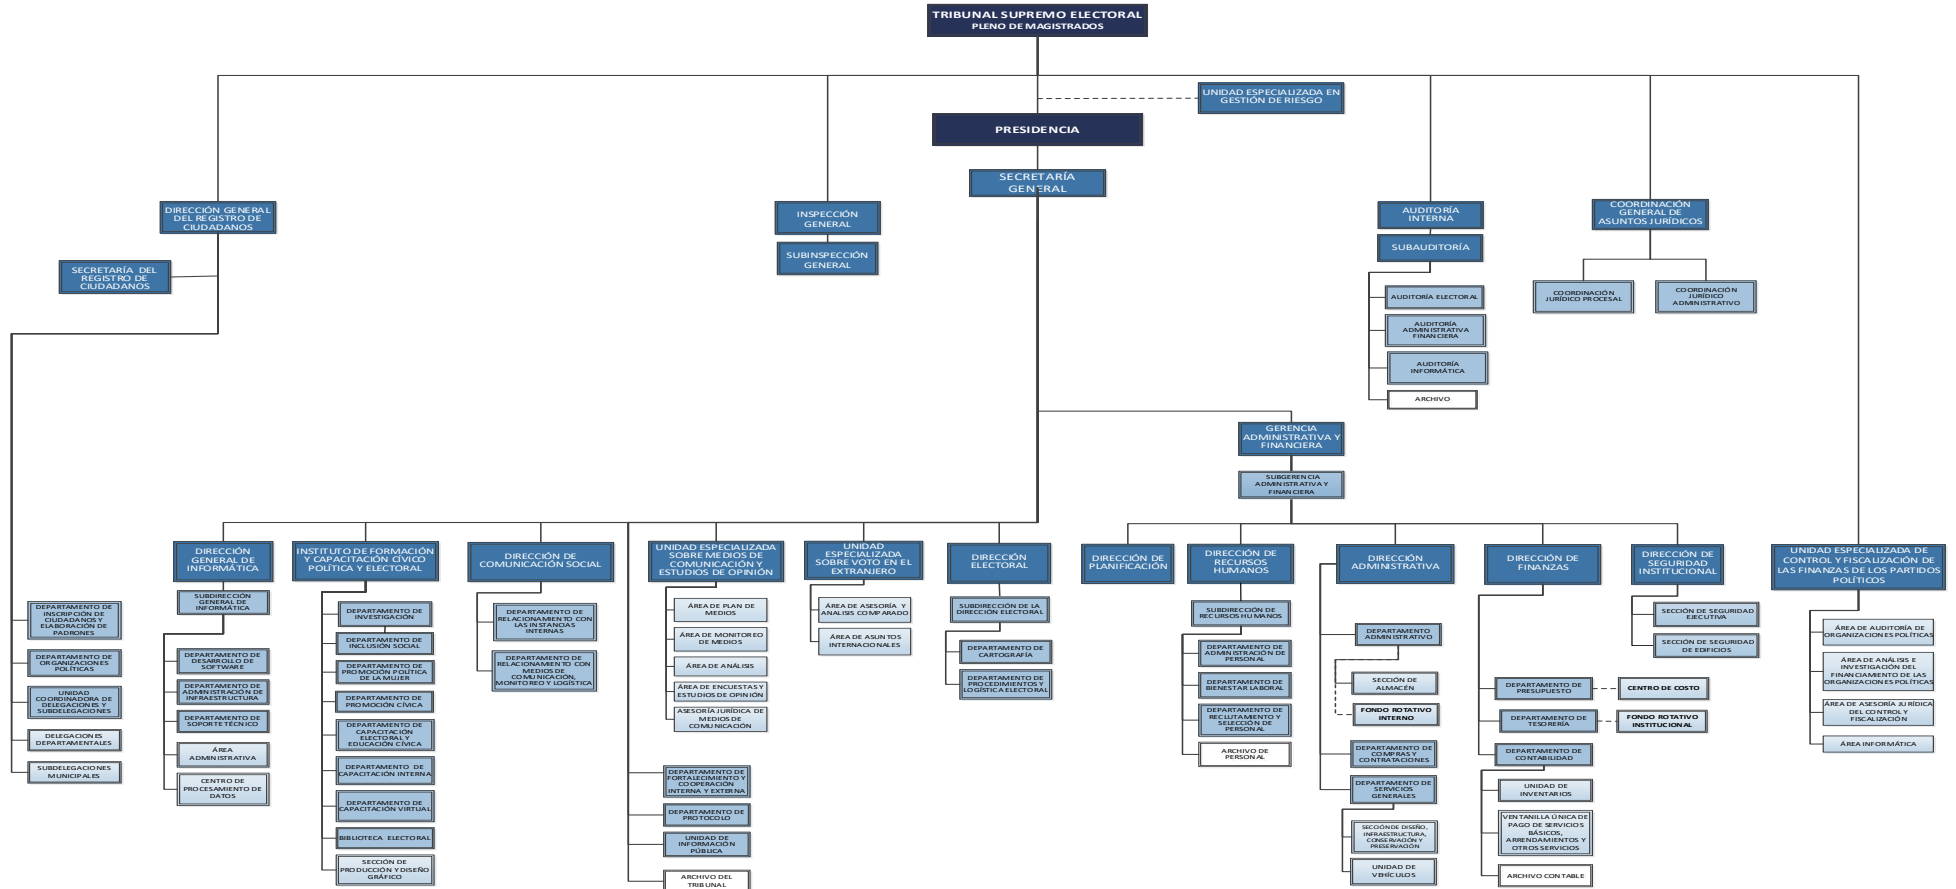 TRIBUNAL SUPREMO ELECTORAL
PLENO DE MAGISTRADOS
UNIDAD ESPECIALIZADA EN
GESTIÓN DE RIESGO
PRESIDENCIA
SECRETARÍA
GENERAL
DIRECCIÓN GENERAL
DEL REGISTRO DE
CIUDADANOS
SECRETARÍA DEL
REGISTRO DE
CIUDADANOS
INSPECCIÓN
GENERAL
SUBINSPECCIÓN
GENERAL
AUDITORÍA
INTERNA
SUBAUDITORÍA
AUDITORÍA ELECTORAL
AUDITORÍA
ADMINISTRATIVA
FINANCIERA
AUDITORÍA
INFORMÁTICA
ARCHIVO
COORDINACIÓN
GENERAL DE
ASUNTOS JURÍDICOS
COORDINACIÓN
JURÍDICO PROCESAL
COORDINACIÓN
JURÍDICO
ADMINISTRATIVO
GERENCIA
ADMINISTRATIVA Y
FINANCIERA
SUBGERENCIA
ADMINISTRATIVA Y
FINANCIERA
DEPARTAMENTO DE
INSCRIPCIÓN DE
CIUDADANOS Y
ELABORACIÓN DE
PADRONES
DEPARTAMENTO DE
ORGANIZACIONES
POLÍTICAS
UNIDAD
COORDINADORA DE
DELEGACIONES Y
SUBDELEGACIONES
DELEGACIONES
DEPARTAMENTALES
SUBDELEGACIONES
MUNICIPALES
DIRECCIÓN
GENERAL DE
INFORMÁTICA
SUBDIRECCIÓN
GENERAL DE
INFORMÁTICA
DEPARTAMENTO DE
DESARROLLO DE
SOFTWARE
DEPARTAMENTO DE
ADMINISTRACIÓN DE
INFRAESTRUCTURA
DEPARTAMENTO DE
SOPORTE TÉCNICO
ÁREA
ADMINISTRATIVA
CENTRO DE
PROCESAMIENTO DE
DATOS
INSTITUTO DE FORMACIÓN
Y CAPACITACIÓN CÍVICO
POLÍTICA Y ELECTORAL
DEPARTAMENTO DE
INVESTIGACIÓN
DEPARTAMENTO DE
INCLUSIÓN SOCIAL
DEPARTAMENTO DE
PROMOCIÓN POLÍTICA
DE LA MUJER
DEPARTAMENTO DE
PROMOCIÓN CÍVICA
DEPARTAMENTO DE
CAPACITACIÓN
ELECTORAL Y
EDUCACIÓN CÍVICA
DEPARTAMENTO DE
CAPACITACIÓN INTERNA
DEPARTAMENTO DE
CAPACITACIÓN VIRTUAL
BIBLIOTECA ELECTORAL
SECCIÓN DE
PRODUCCIÓN Y DISEÑO
GRÁFICO
DIRECCIÓN DE
COMUNICACIÓN SOCIAL
DEPARTAMENTO DE
RELACIONAMIENTO CON
LAS INSTANCIAS
INTERNAS
DEPARTAMENTO DE
RELACIONAMIENTO CON
MEDIOS DE
COMUNICACIÓN,
MONITOREO Y LOGÍSTICA
UNIDAD ESPECIALIZADA
SOBRE MEDIOS DE
COMUNICACIÓN Y
ESTUDIOS DE OPINIÓN
ÁREA DE PLAN DE
MEDIOS
ÁREA DE MONITOREO
DE MEDIOS
ÁREA DE ANÁLISIS
ÁREA DE ENCUESTAS Y
ESTUDIOS DE OPINIÓN
ASESORÍA JURÍDICA DE
MEDIOS DE
COMUNICACIÓN
DEPARTAMENTO DE
FORTALECIMIENTO Y
COOPERACIÓN
INTERNA Y EXTERNA
DEPARTAMENTO DE
PROTOCOLO
UNIDAD DE
INFORMACIÓN
PÚBLICA
ARCHIVO DEL
TRIBUNAL
UNIDAD
ESPECIALIZADA
SOBRE VOTO EN EL
EXTRANJERO
ÁREA DE ASESORÍA Y
ANALISIS COMPARADO
ÁREA DE ASUNTOS
INTERNACIONALES
DIRECCIÓN
ELECTORAL
SUBDIRECCIÓN DE LA
DIRECCIÓN ELECTORAL
DEPARTAMENTO DE
CARTOGRAFÍA
DEPARTAMENTO DE
PROCEDIMIENTOS Y
LOGÍSTICA ELECTORAL
DIRECCIÓN DE
PLANIFICACIÓN
DIRECCIÓN DE
RECURSOS
HUMANOS
SUBDIRECCIÓN DE
RECURSOS HUMANOS
DEPARTAMENTO DE
ADMINISTRACIÓN DE
PERSONAL
DEPARTAMENTO DE
BIENESTAR LABORAL
DEPARTAMENTO DE
RECLUTAMIENTO Y
SELECCIÓN DE
PERSONAL
ARCHIVO DE
PERSONAL
DIRECCIÓN
ADMINISTRATIVA
DEPARTAMENTO
ADMINISTRATIVO
SECCIÓN DE
ALMACÉN
FONDO ROTATIVO
INTERNO
DEPARTAMENTO DE
COMPRAS Y
CONTRATACIONES
DEPARTAMENTO DE
SERVICIOS
GENERALES
SECCIÓN DE DISEÑO,
INFRAESTRUCTURA,
CONSERVACIÓN Y
PRESERVACIÓN
UNIDAD DE
VEHÍCULOS
DIRECCIÓN DE
FINANZAS
DEPARTAMENTO DE
PRESUPUESTO
CENTRO DE COSTO
DEPARTAMENTO DE
TESORERÍA
FONDO ROTATIVO
INSTITUCIONAL
DEPARTAMENTO DE
CONTABILIDAD
UNIDAD DE
INVENTARIOS
VENTANILLA ÚNICA DE
PAGO DE SERVICIOS
BÁSICOS,
ARRENDAMIENTOS Y
OTROS SERVICIOS
ARCHIVO CONTABLE
DIRECCIÓN DE
SEGURIDAD
INSTITUCIONAL
SECCIÓN DE SEGURIDAD
EJECUTIVA
SECCIÓN DE SEGURIDAD
DE EDIFICIOS
UNIDAD ESPECIALIZADA DE
CONTROL Y FISCALIZACIÓN DE
LAS FINANZAS DE LOS PARTIDOS
POLÍTICOS
ÁREA DE AUDITORÍA DE
ORGANIZACIONES POLÍTICAS
ÁREA DE ANÁLISIS E
INVESTIGACIÓN DEL
FINANCIAMIENTO DE LAS
ORGANIZACIONES POLÍTICAS
ÁREA DE ASESORÍA JURÍDICA
DEL CONTROL Y
FISCALIZACIÓN
ÁREA INFORMÁTICA